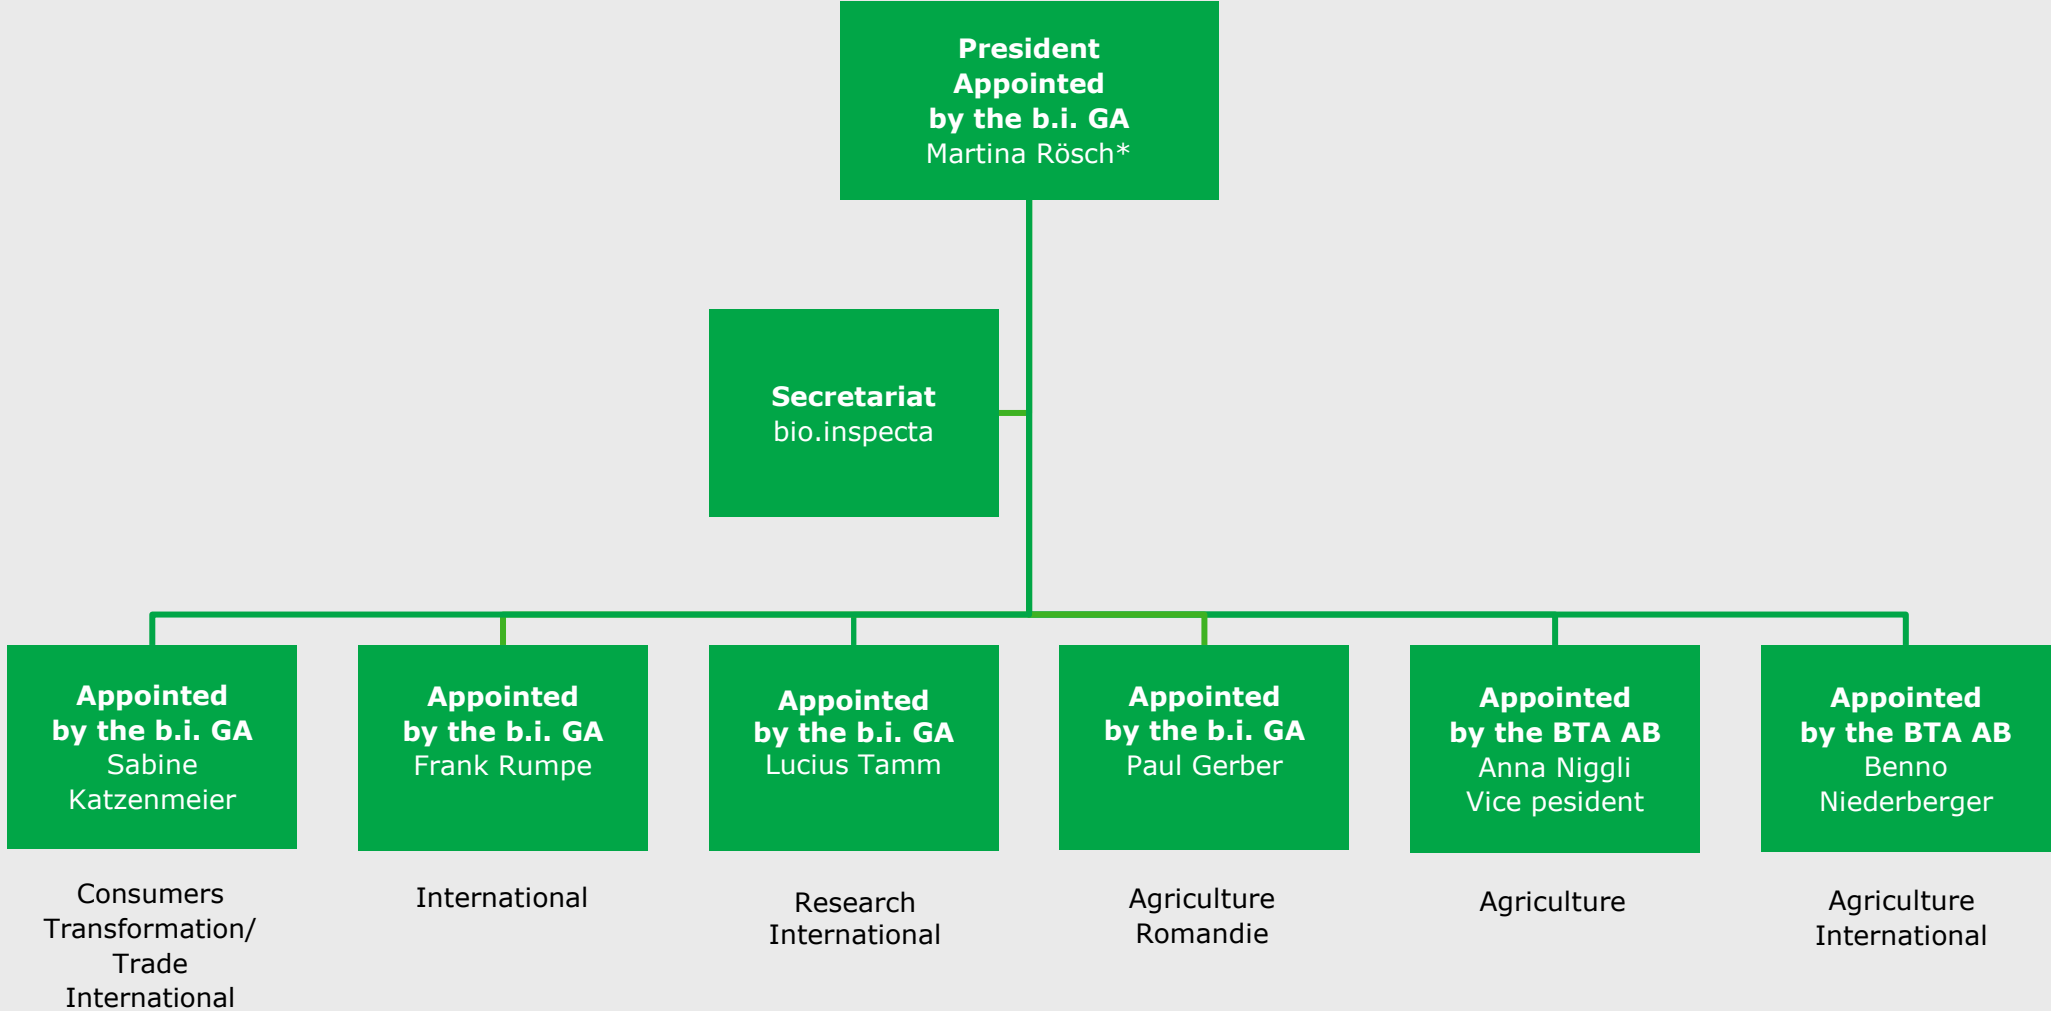 President
Appointed
by the b.i. GA
Martina Rösch*
Secretariat
bio.inspecta
Appointed
by the b.i. GA
Sabine
Katzenmeier
Consumers
Transformation/
Trade
International
Appointed
by the b.i. GA
Frank Rumpe
International
Appointed
by the b.i. GA
Lucius Tamm
Research
International
Appointed
by the b.i. GA
Paul Gerber
Agriculture
Romandie
Appointed
by the BTA AB
Anna Niggli
Vice pesident
Agriculture
Appointed
by the BTA AB
Benno
Niederberger
Agriculture
International